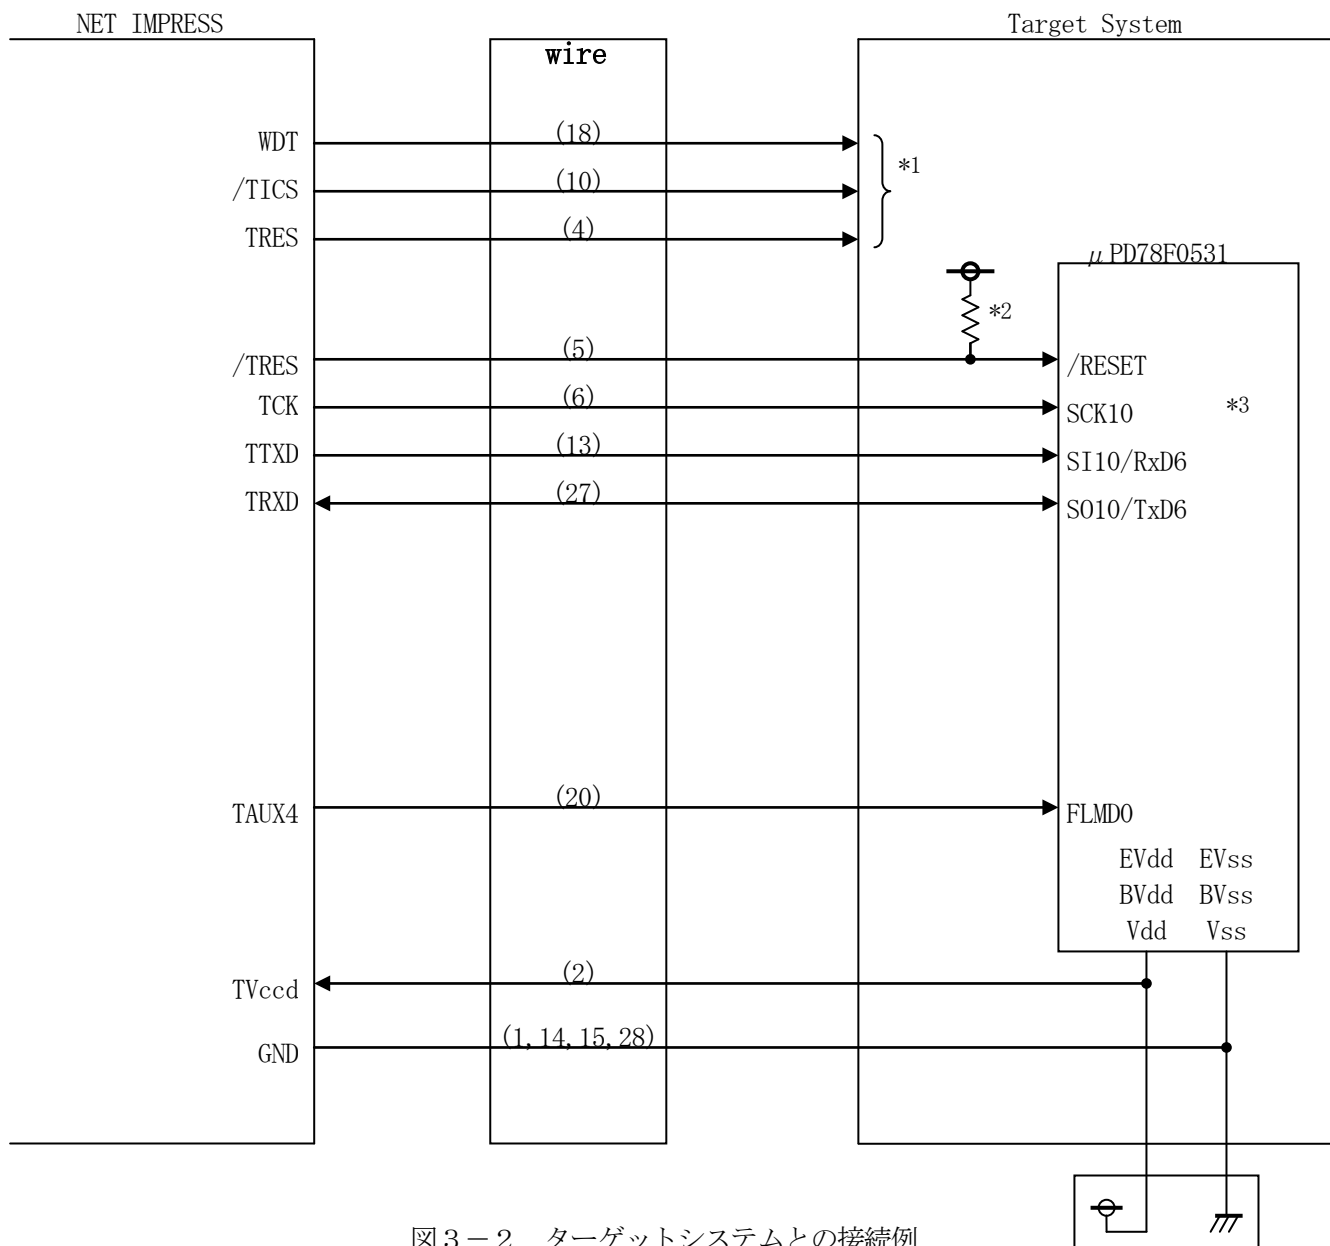 NET IMPRESS
Target System
wire
WDT (18)
*1
/TICS (10)
TRES (4)
μPD78F0531
*2
/TRES (5) /RESET
TCK (6) SCK10 *3
TTXD (13) SI10/RxD6
TRXD (27) SO10/TxD6
TAUX4 (20) FLMD0
EVdd EVss
BVdd BVss
Vdd Vss
TVccd (2)
GND (1,14,15,28)
図3-2 ターゲットシステムとの接続例